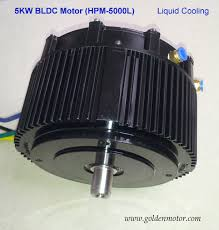 5KW BLDC Motor (HPM-5000L) Liquid Cooling
www.goldenmotor.com